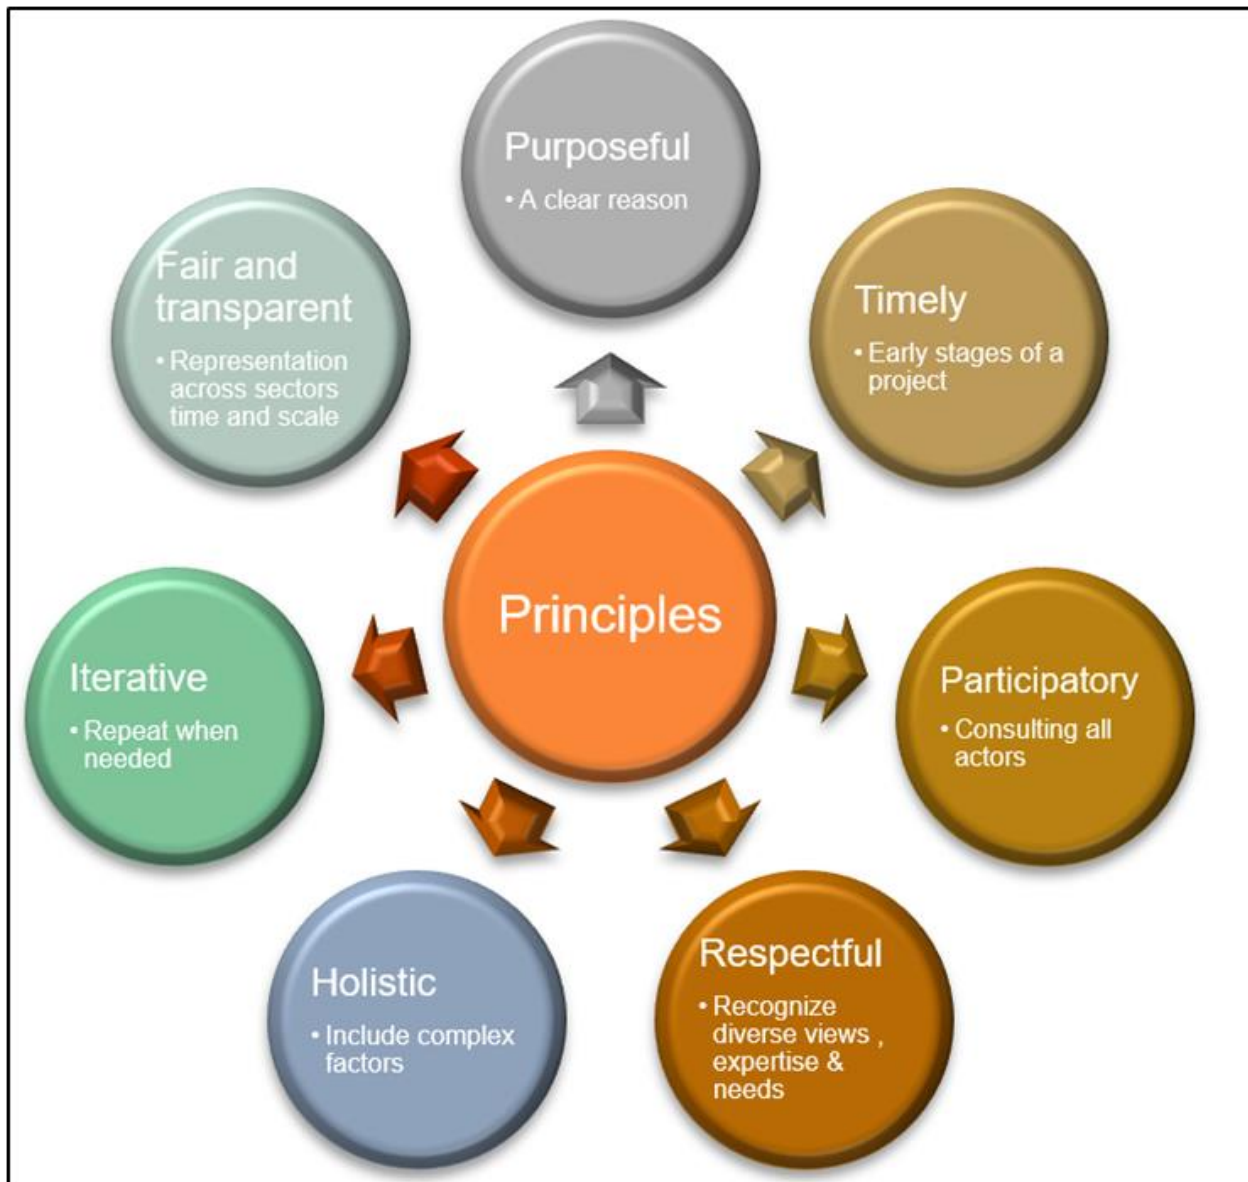 Purposeful
• A clear reason
Timely
• Early stages of a
project
Participatory
• Consulting all
actors
Respectful
• Recognize
diverse views ,
expertise &
needs
Holistic
• Include complex
factors
Iterative
• Repeat when
needed
Fair and
transparent
• Representation
across sectors
time and scale
Principles